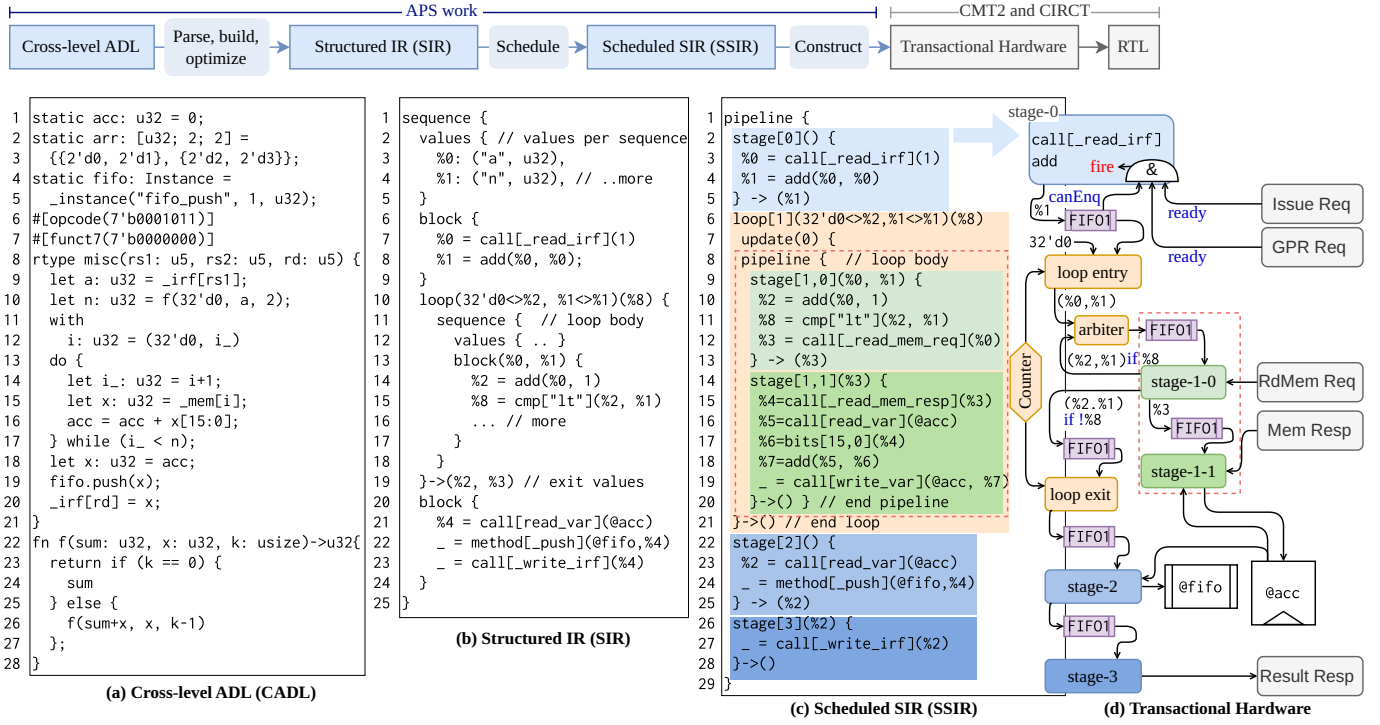 APS work
CMT2 and CIRCT
Cross-level ADL
Parse, build,
optimize
Structured IR (SIR)
Schedule
Scheduled SIR (SSIR)
Construct
Transactional Hardware
RTL
1 static acc: u32 = 0;
2 static arr: [u32; 2; 2] =
3 {{2'd0, 2'd1}, {2'd2, 2'd3}};
4 static fifo: Instance =
5 _instance("fifo_push", 1, u32);
6 #[opcode(7'b0001011)]
7 #[funct7(7'b0000000)]
8 rtype misc(rs1: u5, rs2: u5, rd: u5) {
9 let a: u32 = _irf[rs1];
10 let n: u32 = f(32'd0, a, 2);
11 with
12 i: u32 = (32'd0, i_)
13 do {
14 let i_: u32 = i+1;
15 let x: u32 = _mem[i];
16 acc = acc + x[15:0];
17 } while (i_ < n);
18 let x: u32 = acc;
19 fifo.push(x);
20 _irf[rd] = x;
21 }
22 fn f(sum: u32, x: u32, k: usize)->u32{
23 return if (k == 0) {
24 sum
25 } else {
26 f(sum+x, x, k-1)
27 };
28 }
(a) Cross-level ADL (CADL)
1 sequence {
2 values { // values per sequence
3 %0: ("a", u32),
4 %1: ("n", u32), // ..more
5 }
6 block {
7 %0 = call[_read_irf](1)
8 %1 = add(%0, %0);
9 }
10 loop(32'd0<>%2, %1<>%1)(%8) {
11 sequence { // loop body
12 values { .. }
13 block(%0, %1) {
14 %2 = add(%0, 1)
15 %8 = cmp["lt"](%2, %1)
16 ... // more
17 }
18 }
19 }->(%2, %3) // exit values
20 block {
21 %4 = call[read_var](@acc)
22 _ = method[_push](@fifo,%4)
23 _ = call[_write_irf](%4)
24 }
25 }
(b) Structured IR (SIR)
1 pipeline {
2 stage[0]() {
3 %0 = call[_read_irf](1)
4 %1 = add(%0, %0)
5 } -> (%1)
6 loop[1](32'd0<>%2,%1<>%1)(%8)
7 update(0) {
8 pipeline { // loop body
9 stage[1,0](%0, %1) {
10 %2 = add(%0, 1)
11 %8 = cmp["lt"](%2, %1)
12 %3 = call[_read_mem_req](%0)
13 } -> (%3)
14 stage[1,1](%3) {
15 %4=call[_read_mem_resp](%3)
16 %5=call[read_var](@acc)
17 %6=bits[15,0](%4)
18 %7=add(%5, %6)
19 _ = call[write_var](@acc, %7)
20 }->() } // end pipeline
21 }->() // end loop
22 stage[2]() {
23 %2 = call[read_var](@acc)
24 _ = method[_push](@fifo,%4)
25 } -> (%2)
26 stage[3](%2) {
27 _ = call[_write_irf](%2)
28 }->()
29 }
(c) Scheduled SIR (SSIR)
stage-0
call[_read_irf]
add
fire
&
canEnq
%1
FIFO1
ready
Issue Req
GPR Req
ready
32'd0
loop entry
(%0,%1)
arbiter
FIFO1
(%2,%1)if %8
Counter
stage-1-0
RdMem Req
(%2.%1)
if !%8
%3
FIFO1
Mem Resp
FIFO1
stage-1-1
loop exit
FIFO1
stage-2
@fifo
@acc
FIFO1
stage-3
Result Resp
(d) Transactional Hardware